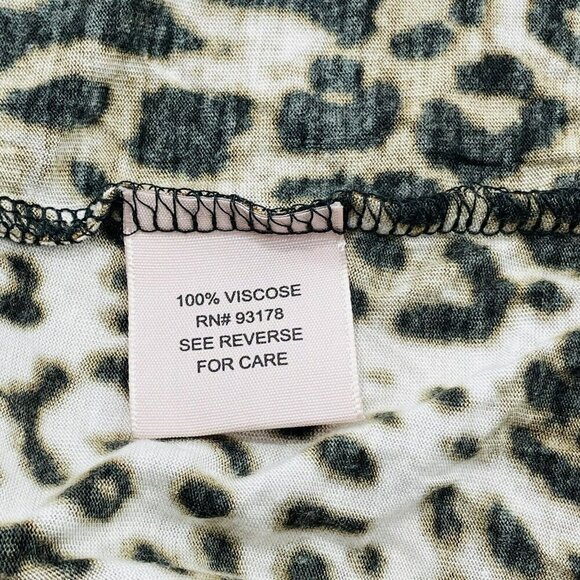 100% VISCOSE
RN# 93178
SEE REVERSE
FOR CARE